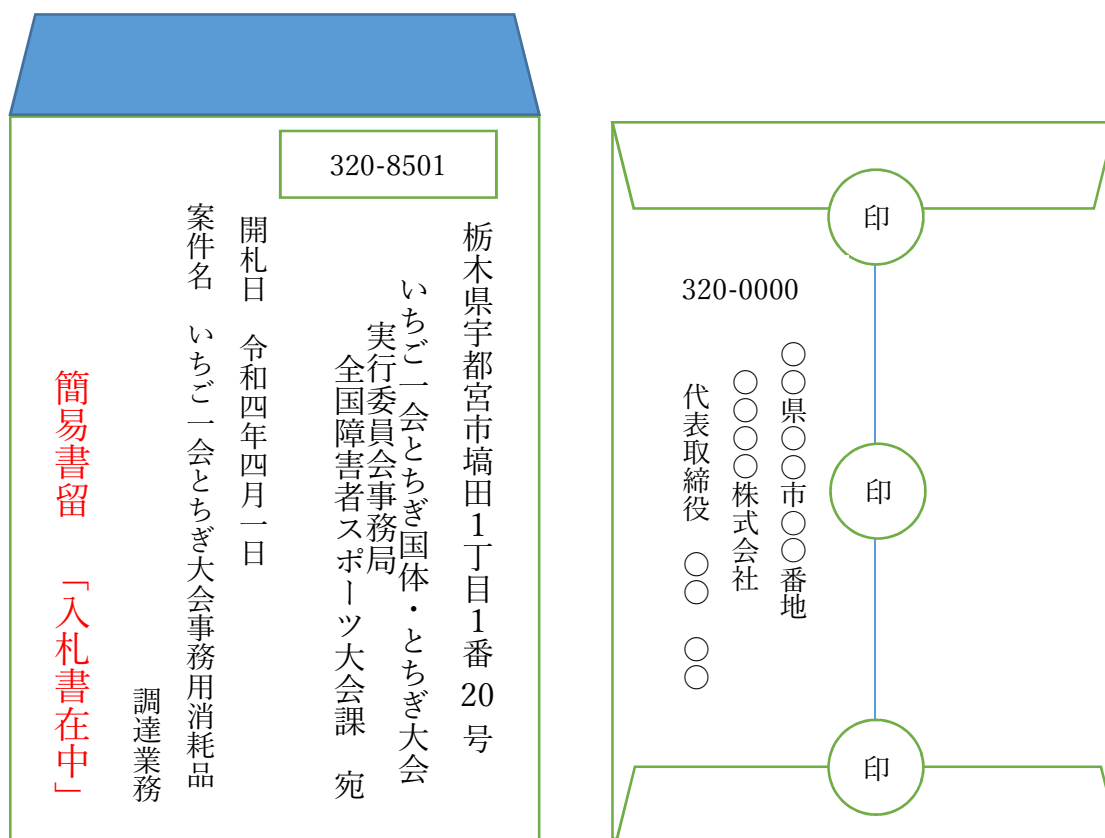 320-8501
栃木県宇都宮市塙田1丁目1番20号
いちご一会とちぎ国体・とちぎ大会
実行委員会事務局
全国障害者スポーツ大会課　宛
開札日　令和四年四月一日
案件名　いちご一会とちぎ大会事務用消耗品
調達業務
簡易書留　「入札書在中」
印
320-0000
○○県○○市○○番地
○○○○株式会社
代表取締役　○○　○○
印
印